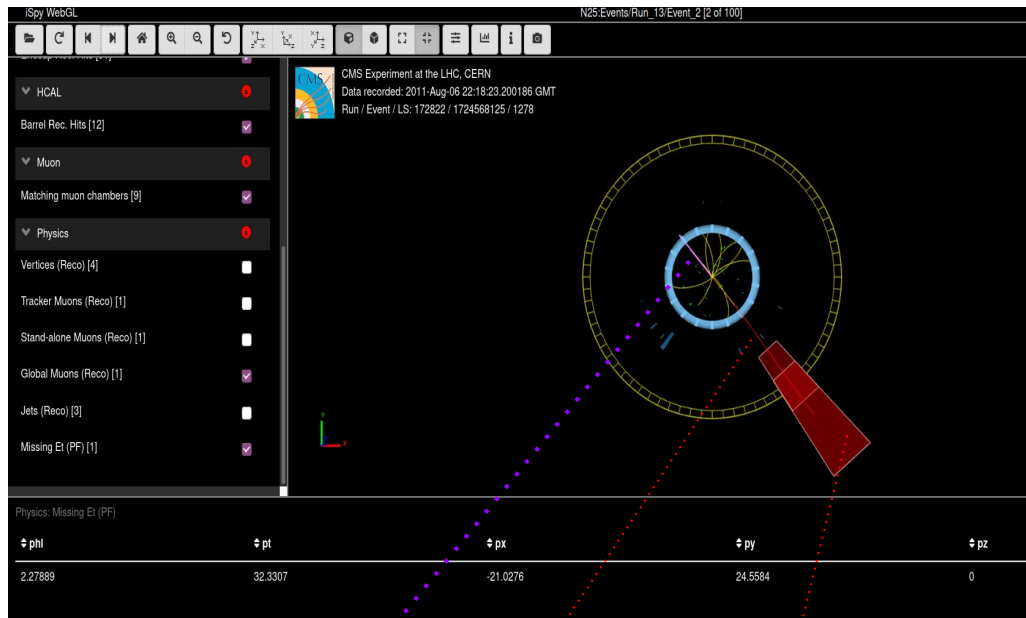 iSpy WebGL
N25:Events/Run_13/Event_2 [2 of 100]
HCAL
Barrel Rec. Hits [12]
Muon
Matching muon chambers [9]
Physics
Vertices (Reco) [4]
Tracker Muons (Reco) [1]
Stand-alone Muons (Reco) [1]
Global Muons (Reco) [1]
Jets (Reco) [3]
Missing Et (PF) [1]
CMS
CMS Experiment at the LHC, CERN
Data recorded: 2011-Aug-06 22:18:23.200186 GMT
Run / Event / LS: 172822 / 1724568125 / 1278
Physics: Missing Et (PF)
phi pt px py pz
2.27889 32.3307 -21.0276 24.5584 0